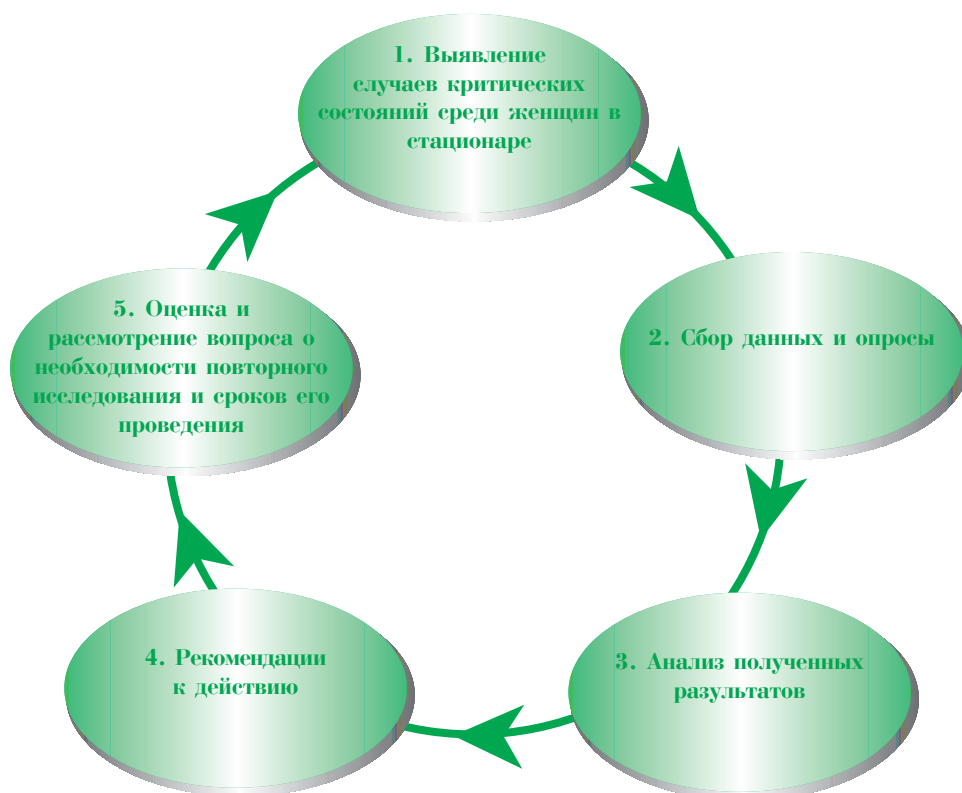 1. Выявление
случаев критических
состояний среди женщин в
стационаре
2. Сбор данных и опросы
3. Анализ полученных
разультатов
4. Рекомендации
к действию
5. Оценка и
рассмотрение вопроса о
необходимости повторного
исследования и сроков его
проведения